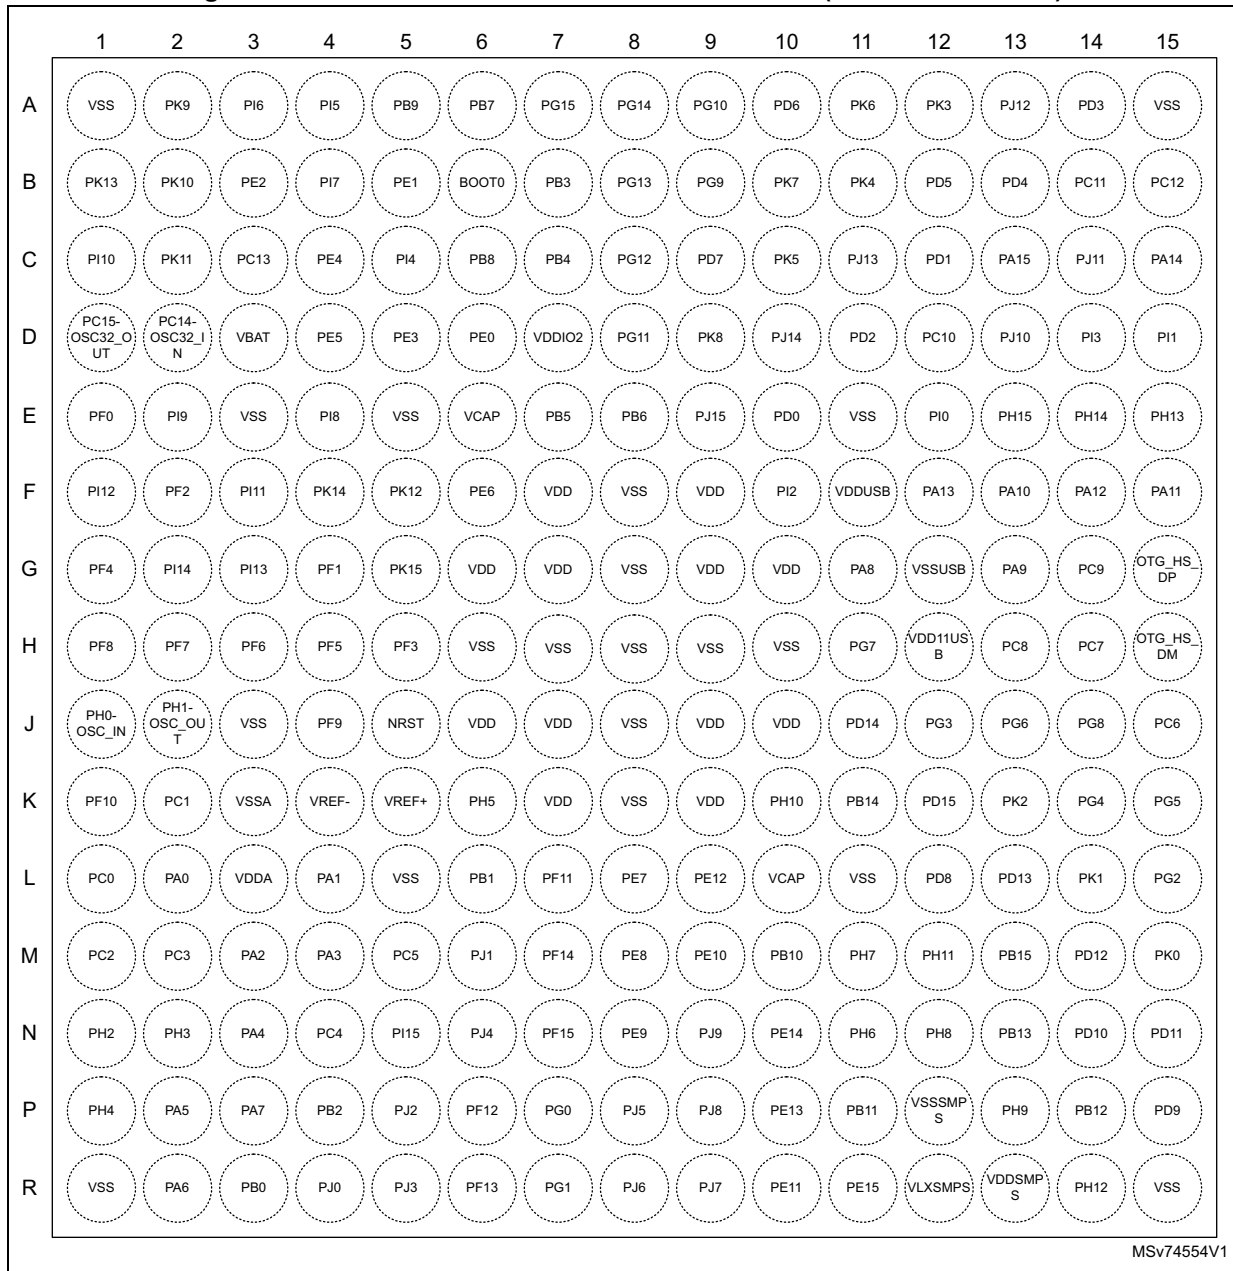 1 2 3 4 5 6 7 8 9 10 11 12 13 14 15
A VSS PK9 PI6 PI5 PB9 PB7 PG15 PG14 PG10 PD6 PK6 PK3 PJ12 PD3 VSS
B PK13 PK10 PE2 PI7 PE1 BOOT0 PB3 PG13 PG9 PK7 PK4 PD5 PD4 PC11 PC12
C PI10 PK11 PC13 PE4 PI4 PB8 PB4 PG12 PD7 PK5 PJ13 PD1 PA15 PJ11 PA14
PC15- PC14-
D OSC32_O OSC32_I VBAT PE5 PE3 PE0 VDDIO2 PG11 PK8 PJ14 PD2 PC10 PJ10 PI3 PI1
UT N
E PF0 PI9 VSS PI8 VSS VCAP PB5 PB6 PJ15 PD0 VSS PI0 PH15 PH14 PH13
F PI12 PF2 PI11 PK14 PK12 PE6 VDD VSS VDD PI2 VDDUSB PA13 PA10 PA12 PA11
G PF4 PI14 PI13 PF1 PK15 VDD VDD VSS VDD VDD PA8 VSSUSB PA9 PC9 OTG_HS_
DP
H PF8 PF7 PF6 PF5 PF3 VSS VSS VSS VSS VSS PG7 VDD11US PC8 PC7 OTG_HS_
B DM
PH0- PH1-
J OSC_IN OSC_OU VSS PF9 NRST VDD VDD VSS VDD VDD PD14 PG3 PG6 PG8 PC6
T
K PF10 PC1 VSSA VREF- VREF+ PH5 VDD VSS VDD PH10 PB14 PD15 PK2 PG4 PG5
L PC0 PA0 VDDA PA1 VSS PB1 PF11 PE7 PE12 VCAP VSS PD8 PD13 PK1 PG2
M PC2 PC3 PA2 PA3 PC5 PJ1 PF14 PE8 PE10 PB10 PH7 PH11 PB15 PD12 PK0
N PH2 PH3 PA4 PC4 PI15 PJ4 PF15 PE9 PJ9 PE14 PH6 PH8 PB13 PD10 PD11
P PH4 PA5 PA7 PB2 PJ2 PF12 PG0 PJ5 PJ8 PE13 PB11 VSSSMP PH9 PB12 PD9
S
R VSS PA6 PB0 PJ0 PJ3 PF13 PG1 PJ6 PJ7 PE11 PE15 VLXSMPS VDDSMP PH12 VSS
S
MSv74554V1